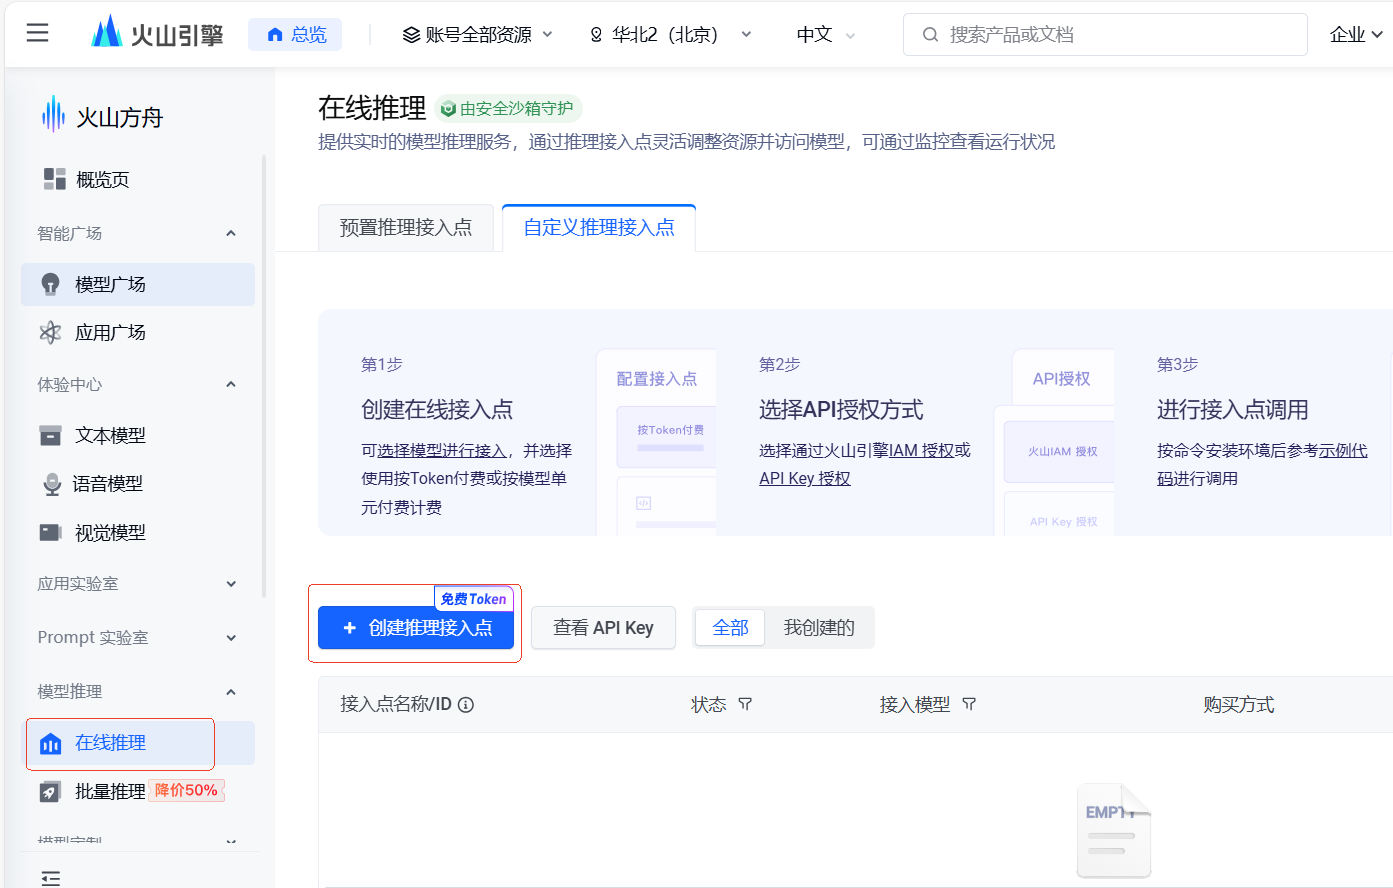 火山引擎
总览
账号全部资源
华北2（北京）
中文
搜索产品或文档
企业
火山方舟
概览页
智能广场
模型广场
应用广场
体验中心
文本模型
语音模型
视觉模型
应用实验室
Prompt 实验室
模型推理
在线推理
批量推理 降价50%
模型定制
在线推理
由安全沙箱守护
提供实时的模型推理服务，通过推理接入点灵活调整资源并访问模型，可通过监控查看运行状况
预置推理接入点
自定义推理接入点
第1步
创建在线接入点
可选择模型进行接入，并选择
使用按Token付费或按模型单
元付费计费
配置接入点
按Token付费
第2步
选择API授权方式
选择通过火山引擎IAM 授权或
API Key 授权
API授权
火山IAM 授权
API Key 授权
第3步
进行接入点调用
按命令安装环境后参考示例代
码进行调用
免费Token
+ 创建推理接入点
查看 API Key
全部
我创建的
接入点名称/ID
状态
接入模型
购买方式
EMPTY